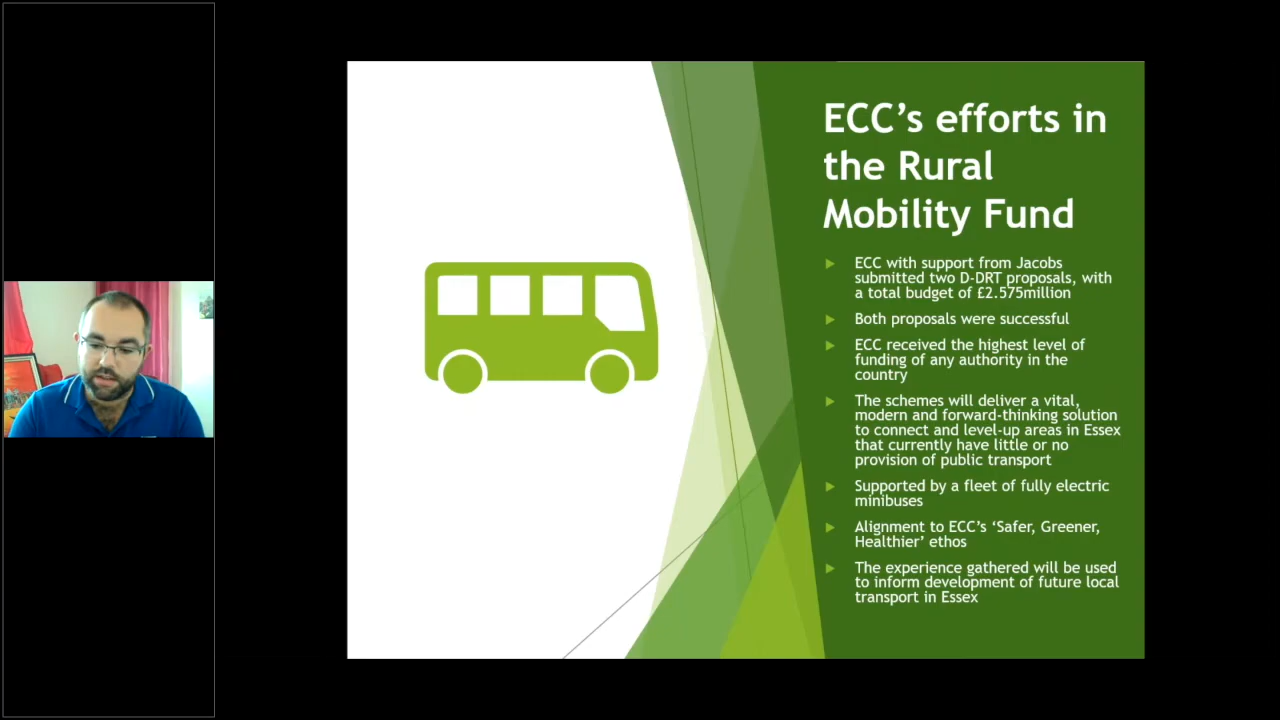 ECC’s efforts in
the Rural
Mobility Fund
ECC with support from Jacobs
submitted two D-DRT proposals, with
a total budget of £2.575million
Both proposals were successful
ECC received the highest level of
funding of any authority in the
country
The schemes will deliver a vital,
modern and forward-thinking solution
to connect and level-up areas in Essex
that currently have little or no
provision of public transport
Supported by a fleet of fully electric
minibuses
Alignment to ECC’s ‘Safer, Greener,
Healthier’ ethos
The experience gathered will be used
to inform development of future local
transport in Essex